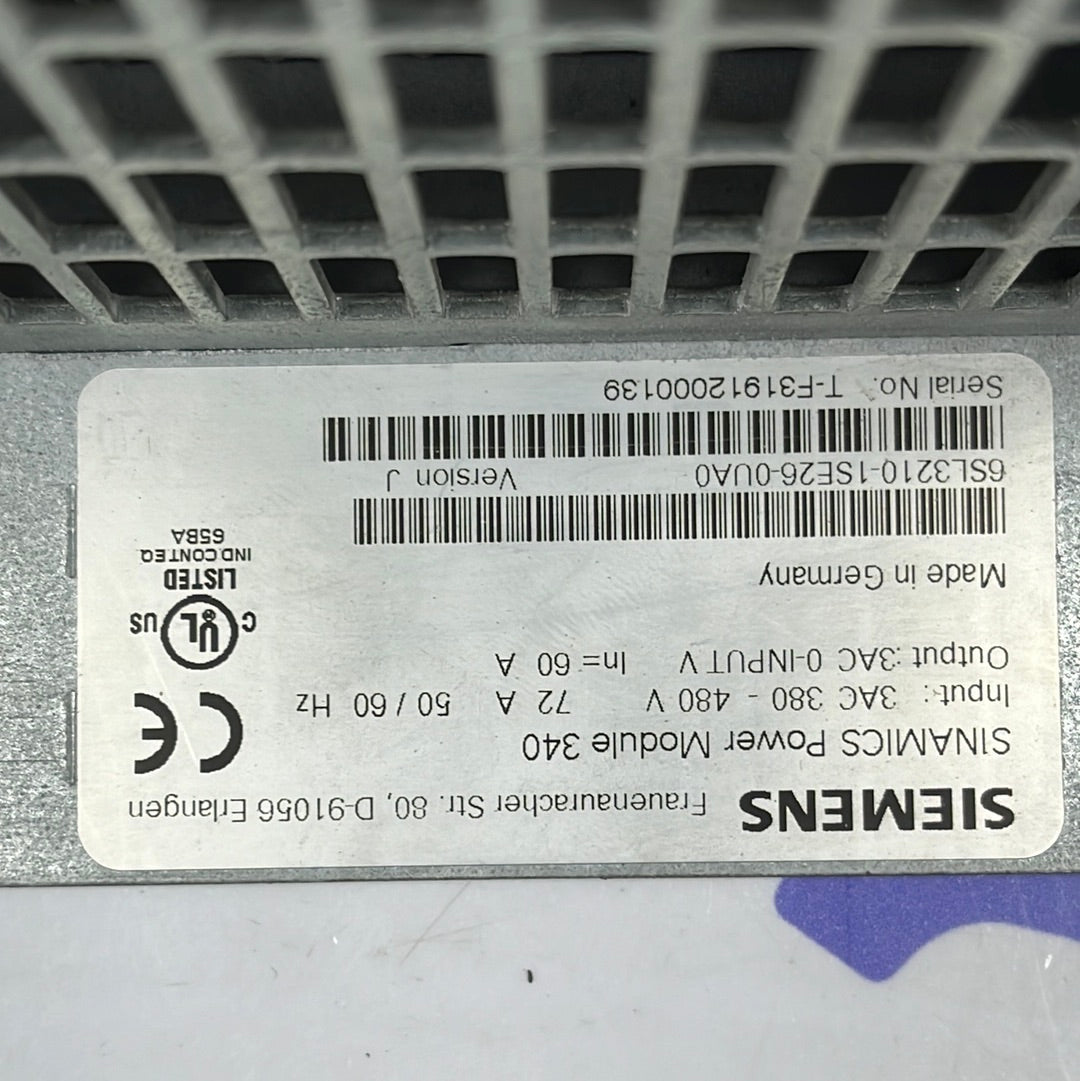 SIEMENS Frauenauracher Str. 80, D-91056 Erlangen
SINAMICS Power Module 340
Input : 3AC 380 - 480 V 72 A 50 / 60 Hz
Output :3AC 0-INPUT V In= 60 A
Made in Germany
6SL3210-1SE26-0UA0 Version J
Serial No. T-F31912000139
CE
C UL US
LISTED
IND.CONT.EQ
65BA